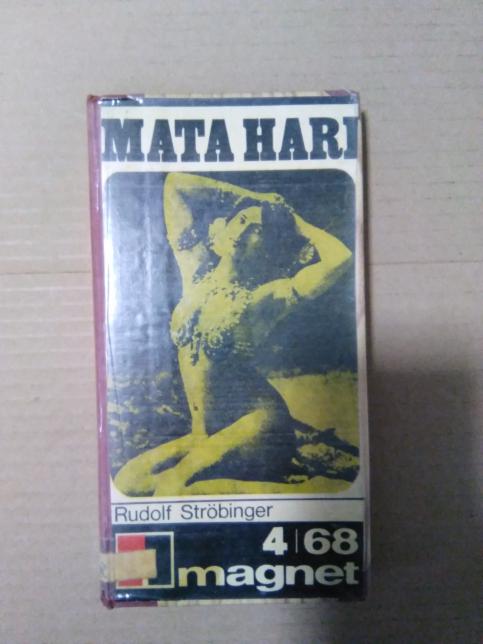 MATA HARI
Rudolf Ströbinger
4|68
magnet